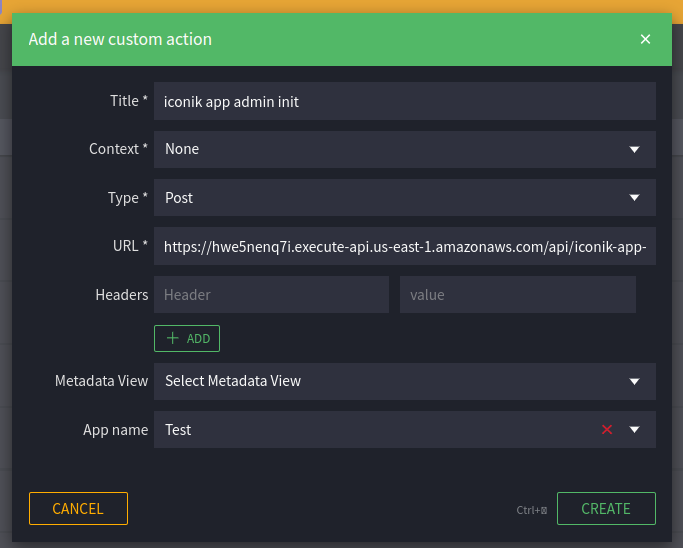 Add a new custom action ×
Title * iconik app admin init
Context * None
Type * Post
URL * https://hwe5nenq7i.execute-api.us-east-1.amazonaws.com/api/iconik-app-
Headers Header value
+ ADD
Metadata View Select Metadata View
App name Test
CANCEL Ctrl+ CREATE